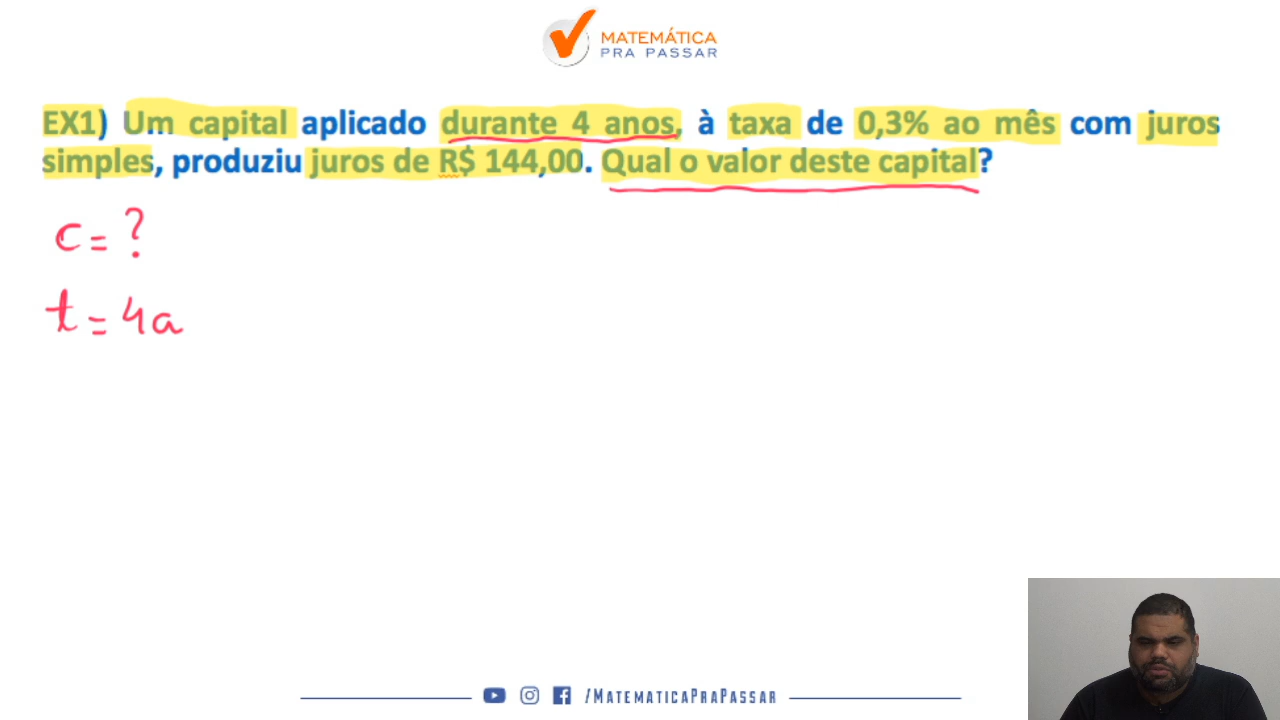 MATEMÁTICA
PRA PASSAR
EX1) Um capital aplicado durante 4 anos, à taxa de 0,3% ao mês com juros
simples, produziu juros de R$ 144,00. Qual o valor deste capital?
c = ?
t = 4a
/MATEMATICAPRAPASSAR